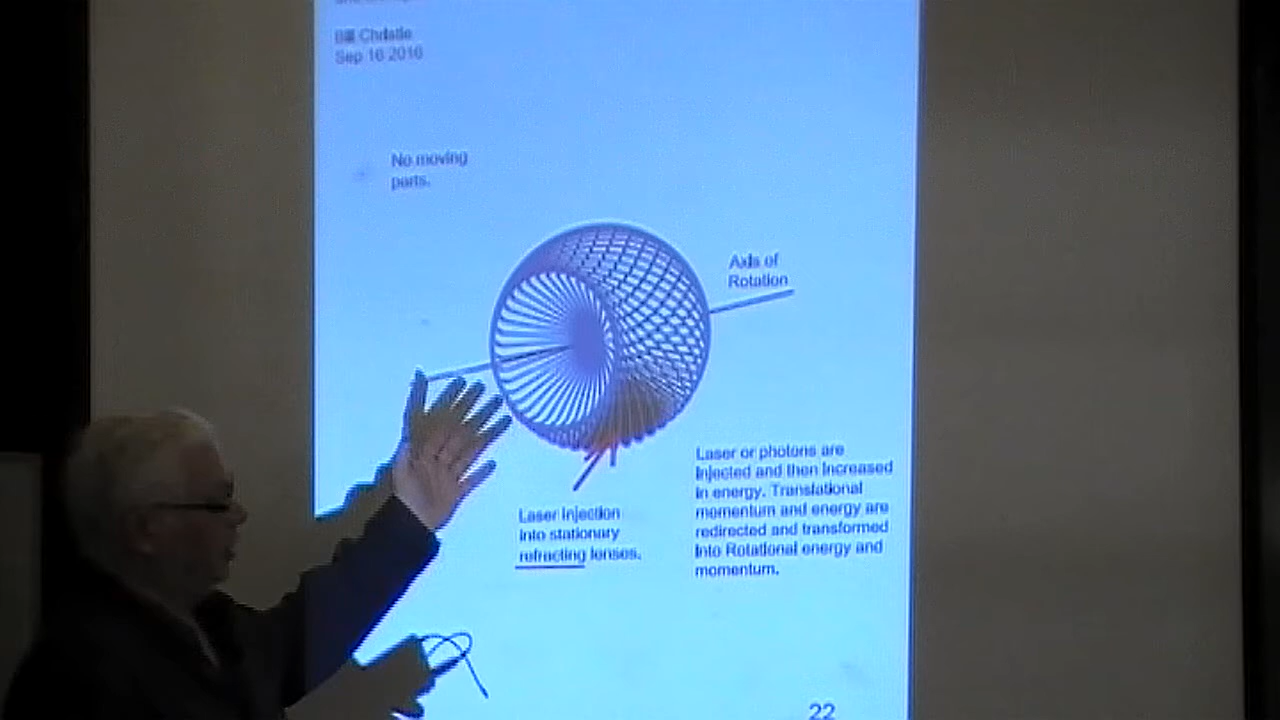 Bill Christie
Sep 16 2016
No moving
parts.
Axis of
Rotation
Laser Injection
into stationary
refracting lenses.
Laser or photons are
injected and then increased
in energy. Translational
momentum and energy are
redirected and transformed
into Rotational energy and
momentum.
22